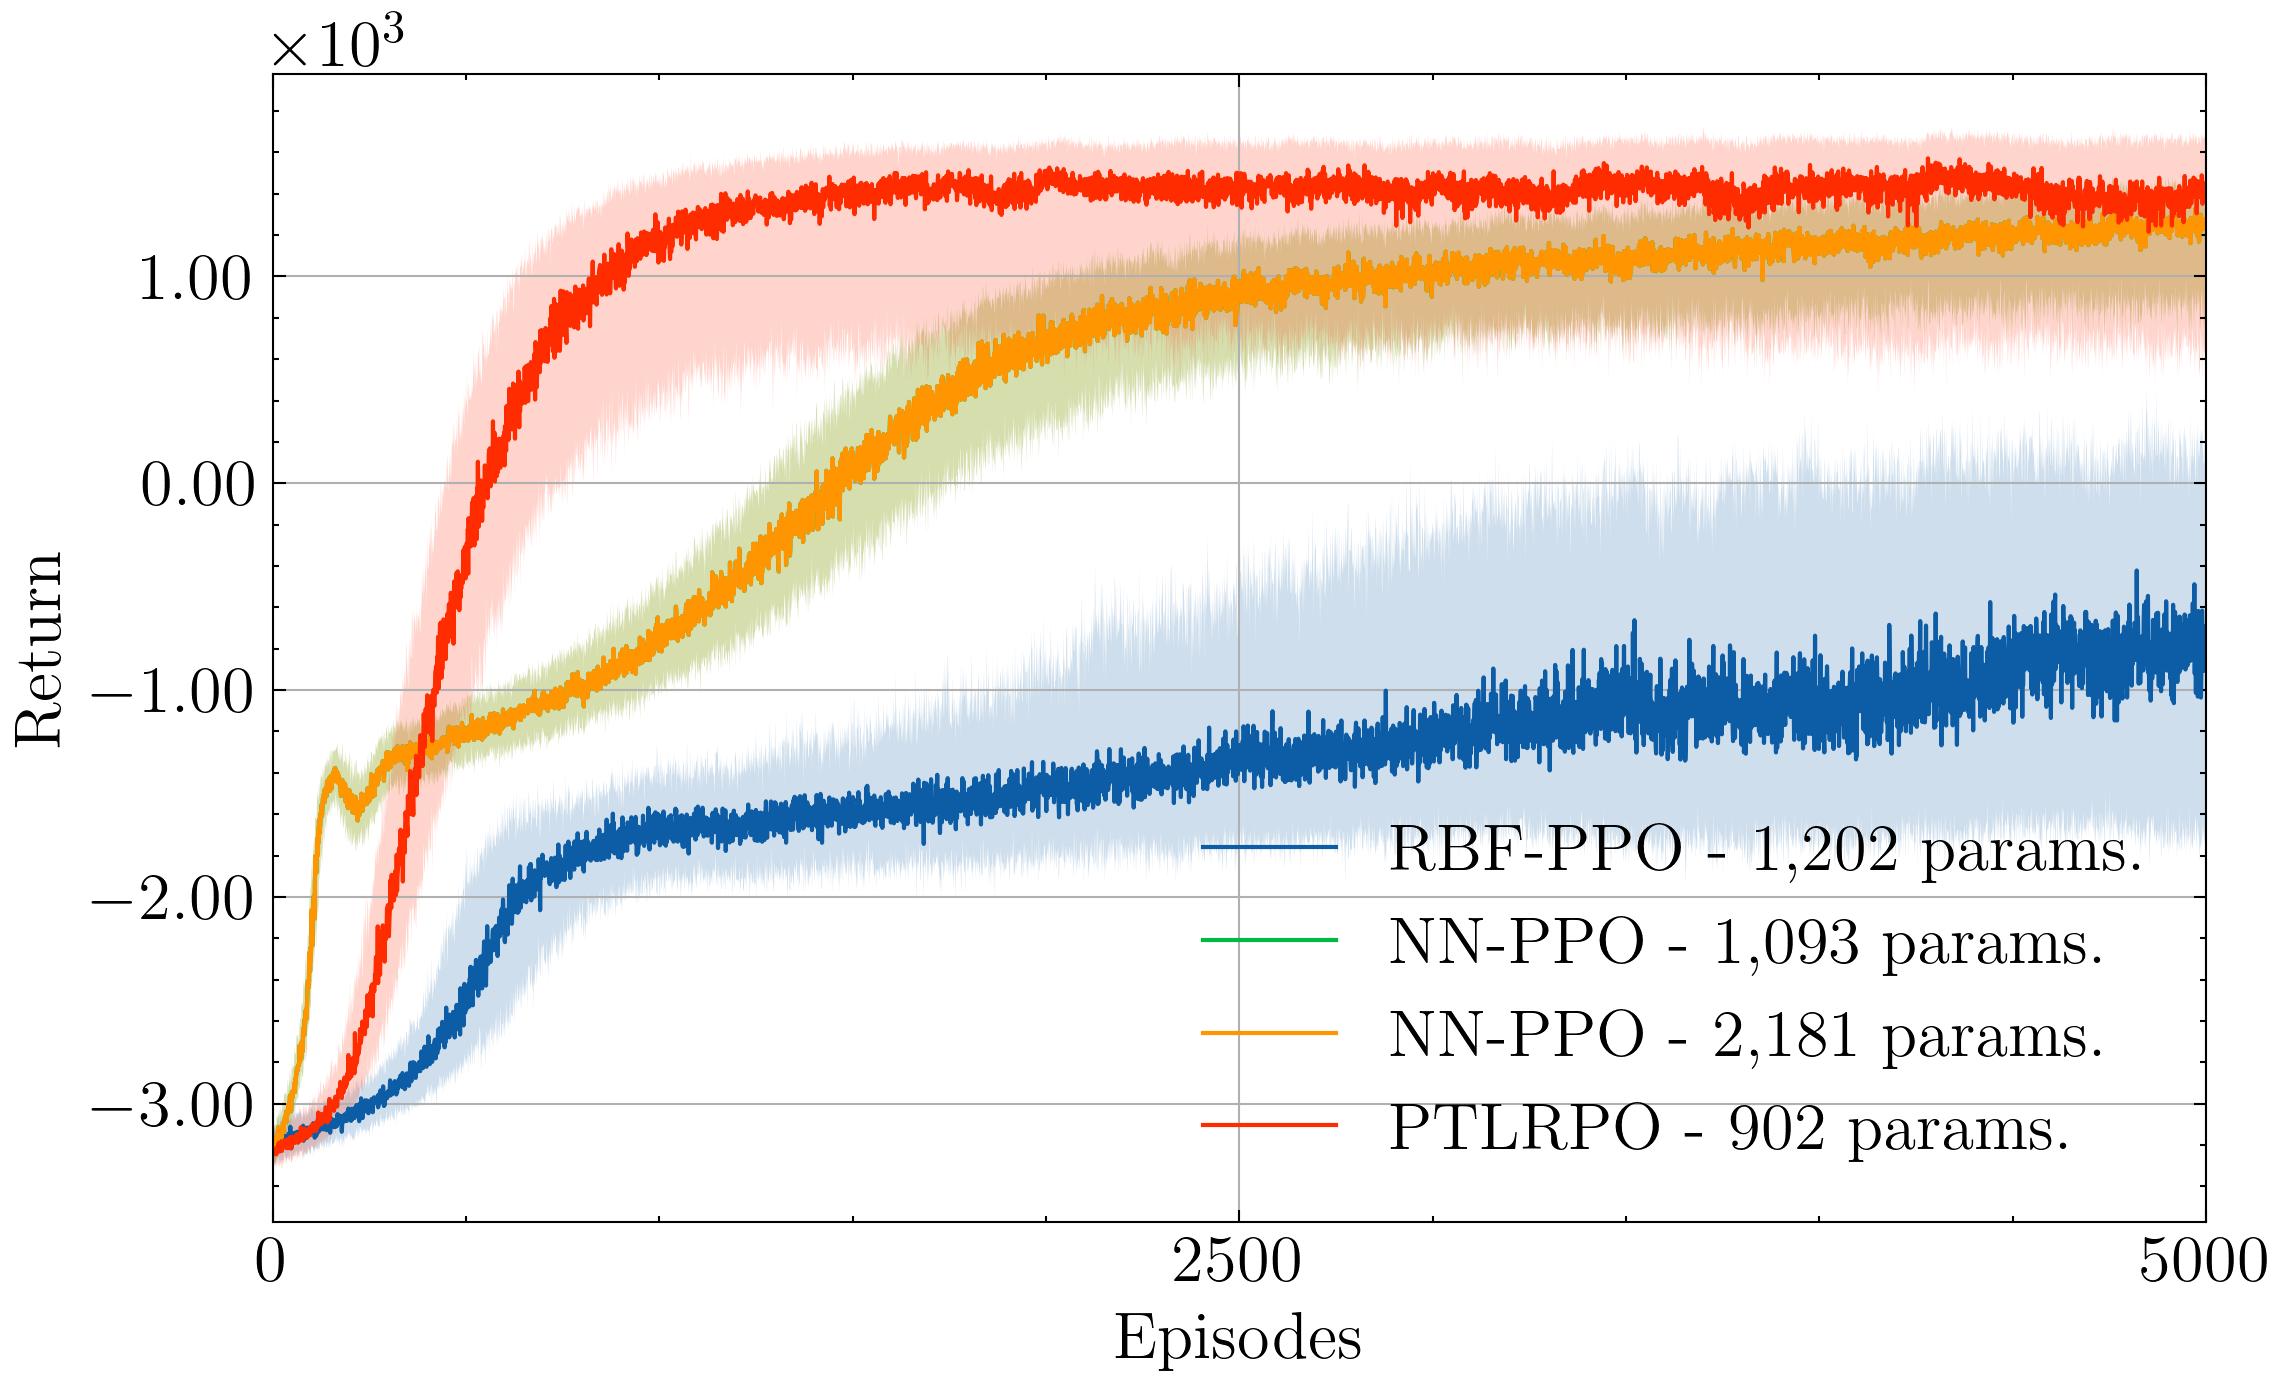 ×10³
1.00
0.00
−1.00
−2.00
−3.00
Return
RBF-PPO - 1,202 params.
NN-PPO - 1,093 params.
NN-PPO - 2,181 params.
PTLRPO - 902 params.
0 2500 5000
Episodes